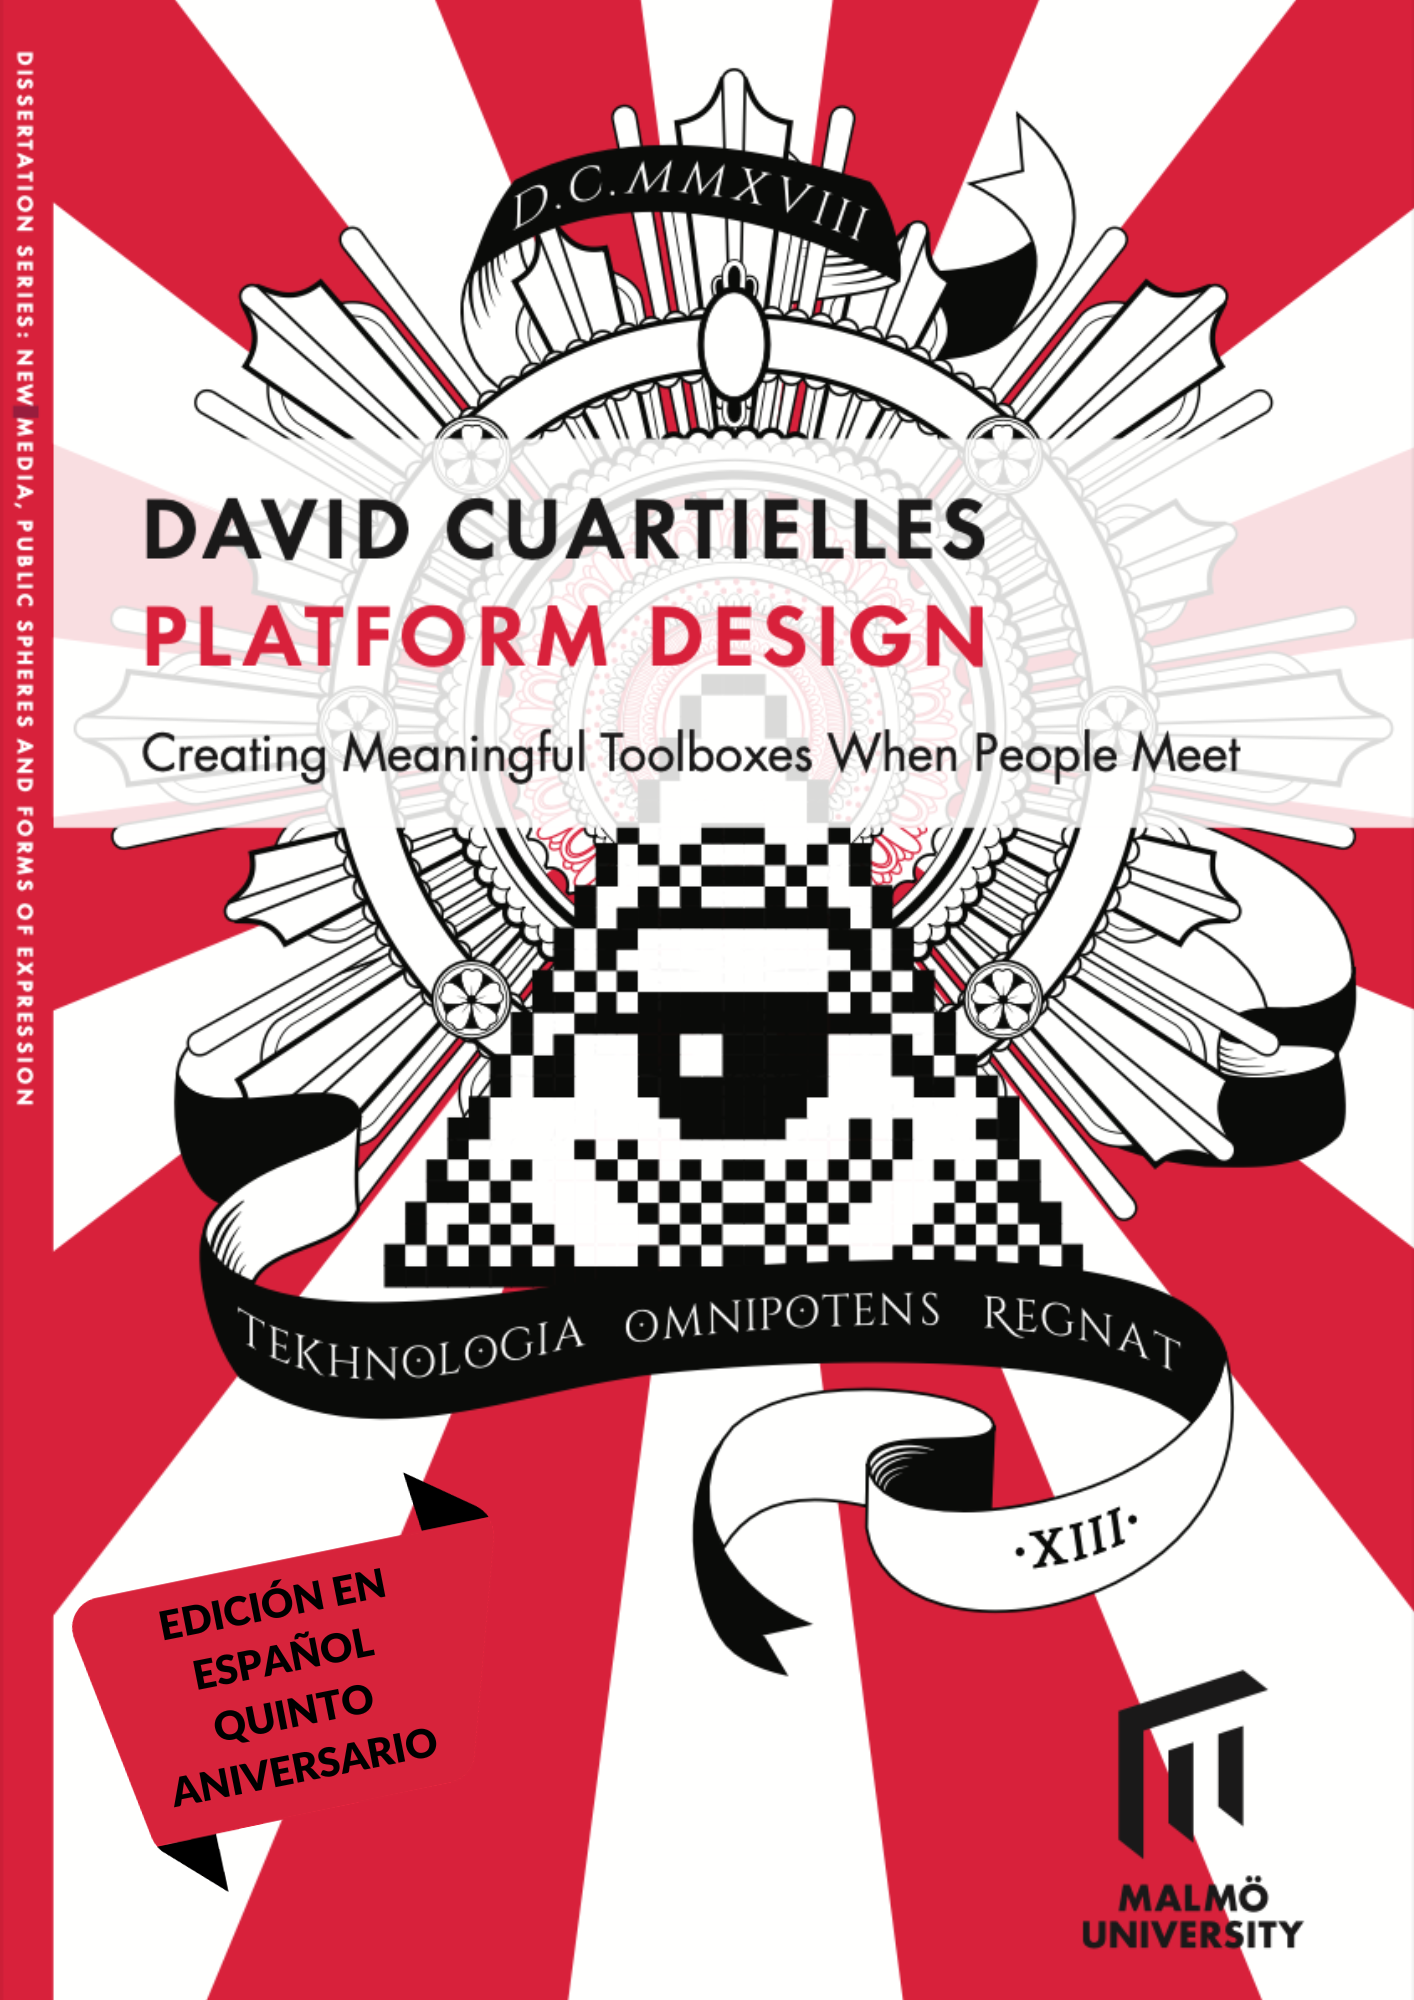 DISSERTATION SERIES: NEW MEDIA, PUBLIC SPHERES AND FORMS OF EXPRESSION
D.C.MMXVIII
DAVID CUARTIELLES
PLATFORM DESIGN
Creating Meaningful Toolboxes When People Meet
TEKHNOLOGIA OMNIPOTENS REGNAT
·XIII·
EDICIÓN EN
ESPAÑOL
QUINTO
ANIVERSARIO
MALMÖ
UNIVERSITY